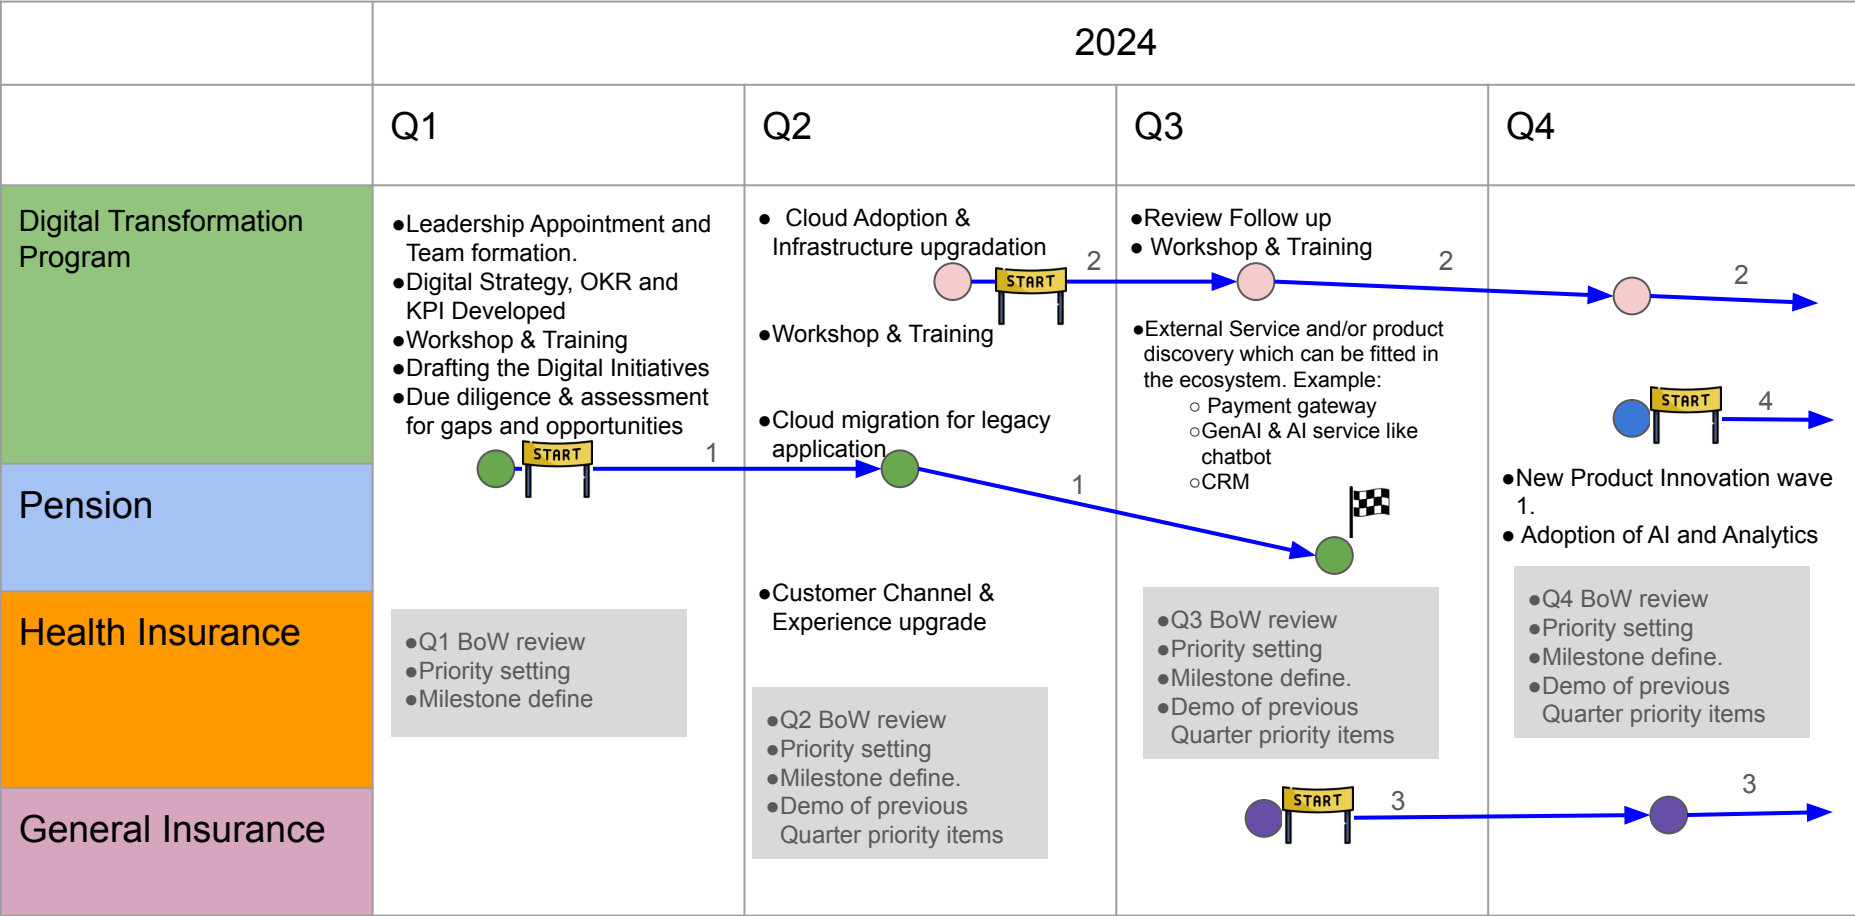 2024
Q1
Q2
Q3
Q4
Digital Transformation
Program
●Leadership Appointment and
Team formation.
●Digital Strategy, OKR and
KPI Developed
●Workshop & Training
●Drafting the Digital Initiatives
●Due diligence & assessment
for gaps and opportunities
START
1
● Cloud Adoption &
Infrastructure upgradation
START
2
●Workshop & Training
●Cloud migration for legacy
application
1
●Review Follow up
● Workshop & Training
2
●External Service and/or product
discovery which can be fitted in
the ecosystem. Example:
○ Payment gateway
○GenAI & AI service like
chatbot
○CRM
2
START
4
●New Product Innovation wave
1.
● Adoption of AI and Analytics
Pension
Health Insurance
●Q1 BoW review
●Priority setting
●Milestone define
●Customer Channel &
Experience upgrade
●Q2 BoW review
●Priority setting
●Milestone define.
●Demo of previous
Quarter priority items
●Q3 BoW review
●Priority setting
●Milestone define.
●Demo of previous
Quarter priority items
●Q4 BoW review
●Priority setting
●Milestone define.
●Demo of previous
Quarter priority items
General Insurance
START
3
3